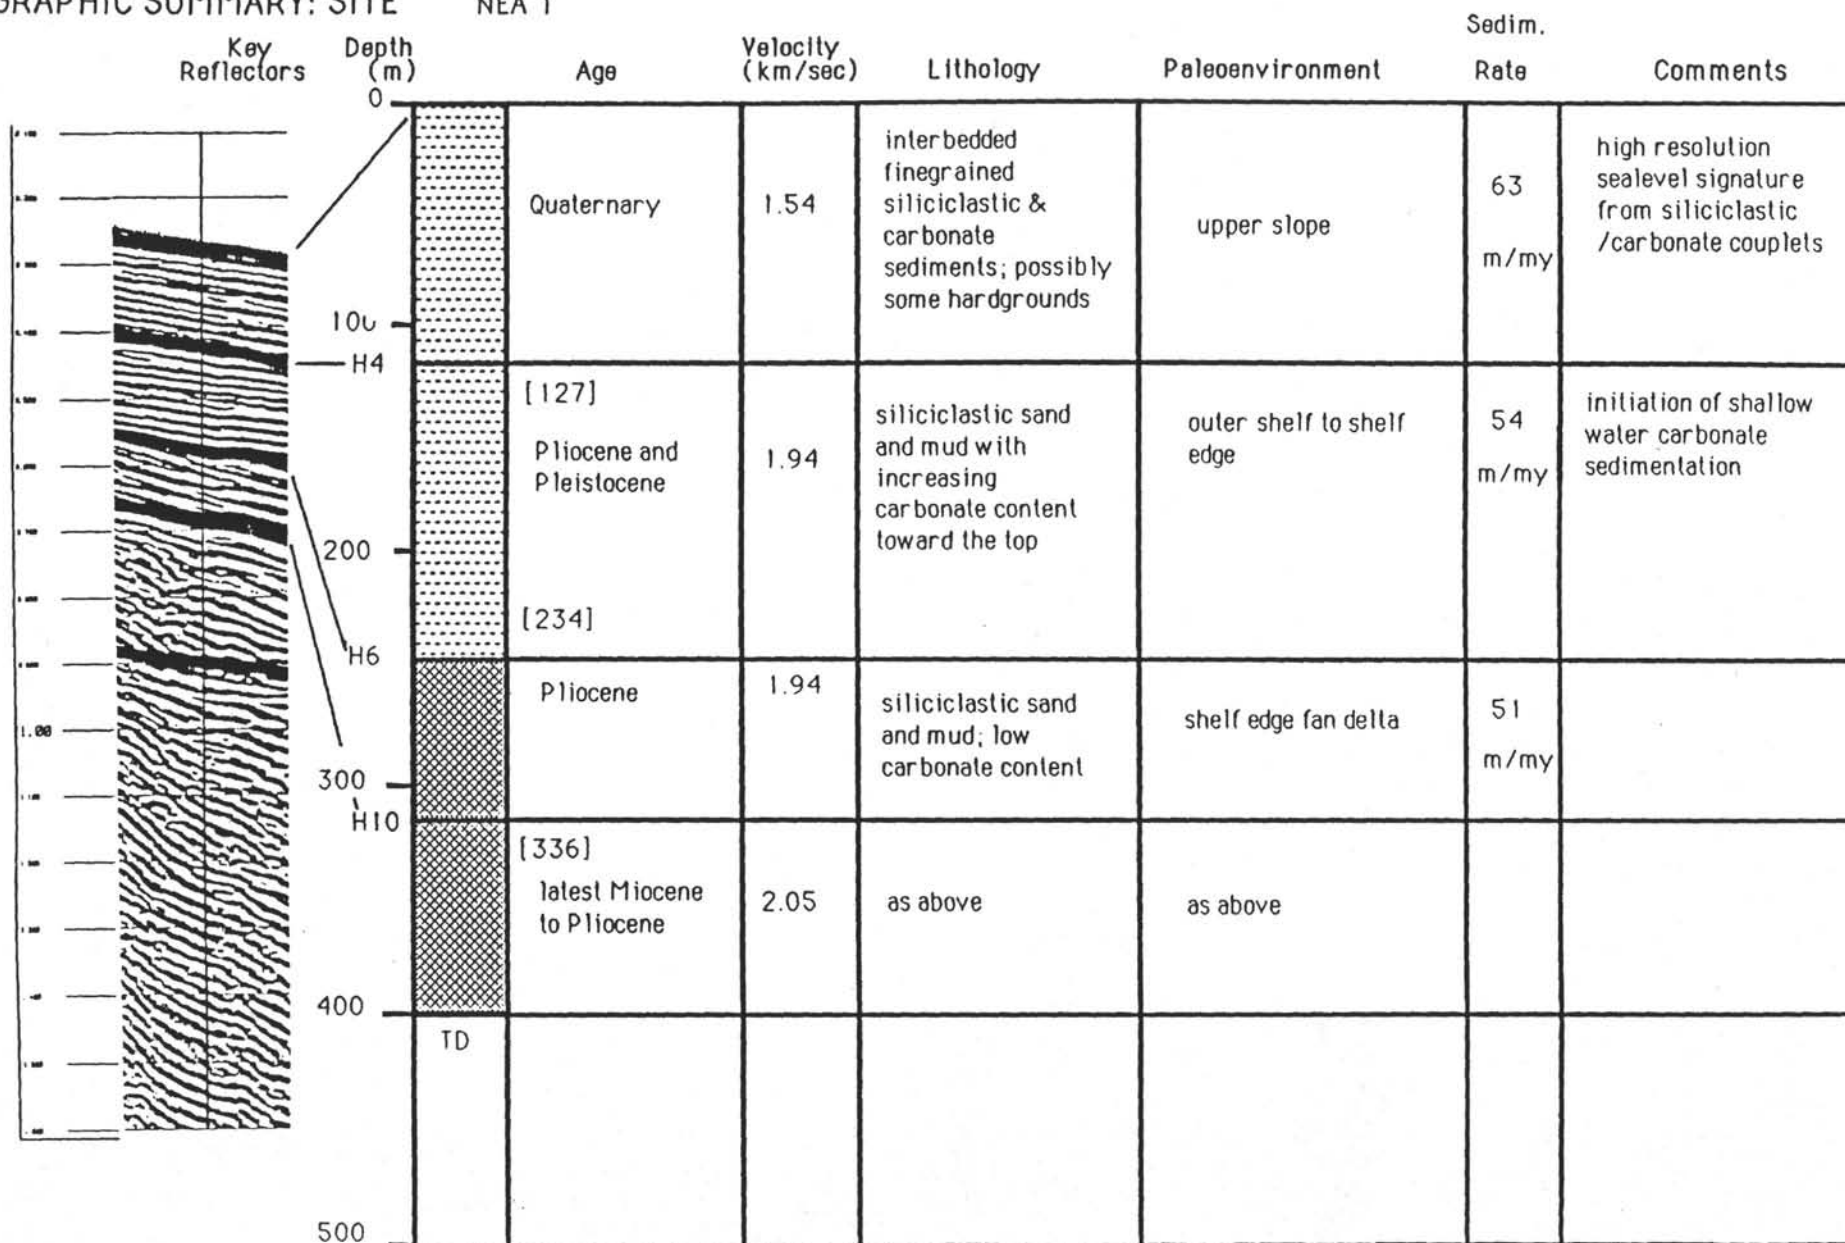 GRAPHIC SUMMARY: SITE NEA 1
Key Reflectors
Depth (m)
Age
Velocity (km/sec)
Lithology
Paleoenvironment
Sedim. Rate
Comments
0
Quaternary
1.54
interbedded
finegrained
siliciclastic &
carbonate
sediments; possibly
some hardgrounds
upper slope
63
m/my
high resolution
sealevel signature
from siliciclastic
/carbonate couplets
100
H4
[127]
Pliocene and
Pleistocene
1.94
siliciclastic sand
and mud with
increasing
carbonate content
toward the top
outer shelf to shelf
edge
54
m/my
initiation of shallow
water carbonate
sedimentation
200
[234]
H6
Pliocene
1.94
siliciclastic sand
and mud; low
carbonate content
shelf edge fan delta
51
m/my
1.00
300
H10
[336]
latest Miocene
to Pliocene
2.05
as above
as above
400
TD
500